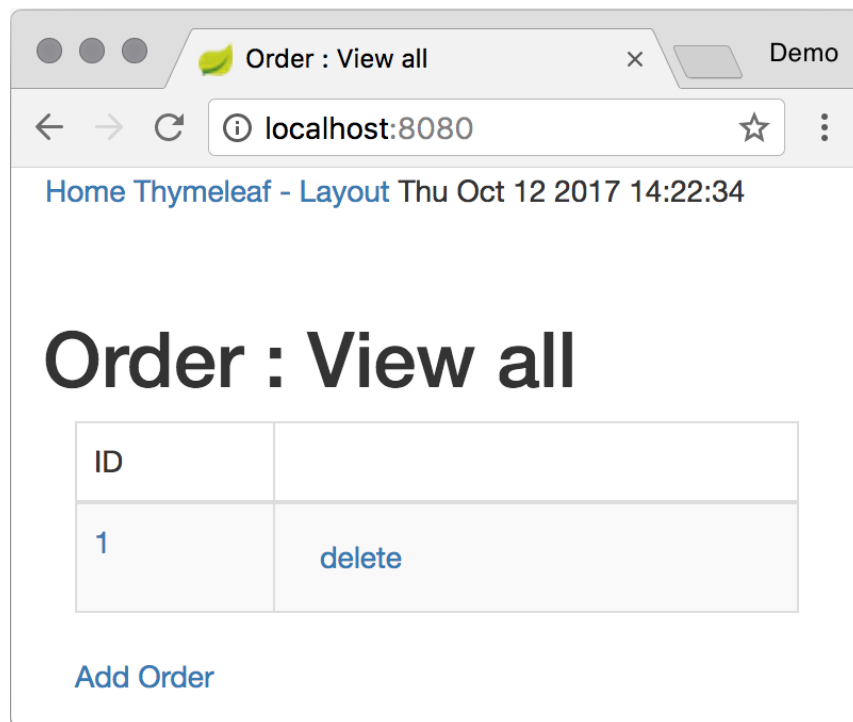 Order : View all
Demo
localhost:8080
Home Thymeleaf - Layout Thu Oct 12 2017 14:22:34
Order : View all
ID
1
delete
Add Order